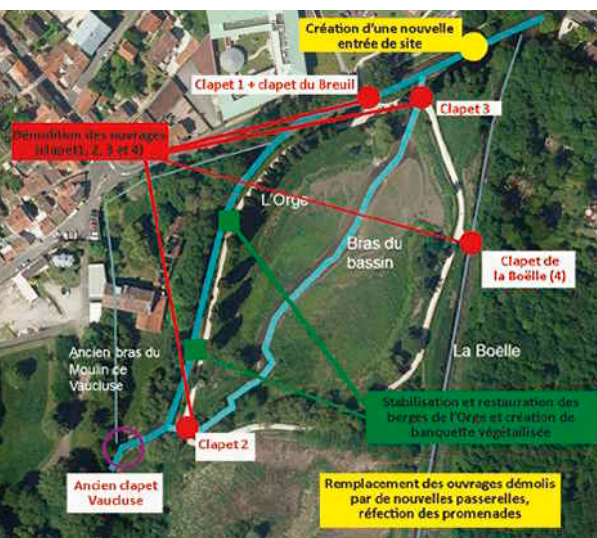 Création d'une nouvelle
entrée de site
Clapet 1 + clapet du Breuil
Clapet 3
Démolition des ouvrages
(clapet 1, 2, 3 et 4)
L'Orge
Bras du
bassin
Clapet de
la Boëlle (4)
Ancien bras du
Moulin de
Vaucluse
La Boëlle
Stabilisation et restauration des
berges de l'Orge et création de
banquette végétalisée
Clapet 2
Ancien clapet
Vaucluse
Remplacement des ouvrages démolis
par de nouvelles passerelles,
réfection des promenades